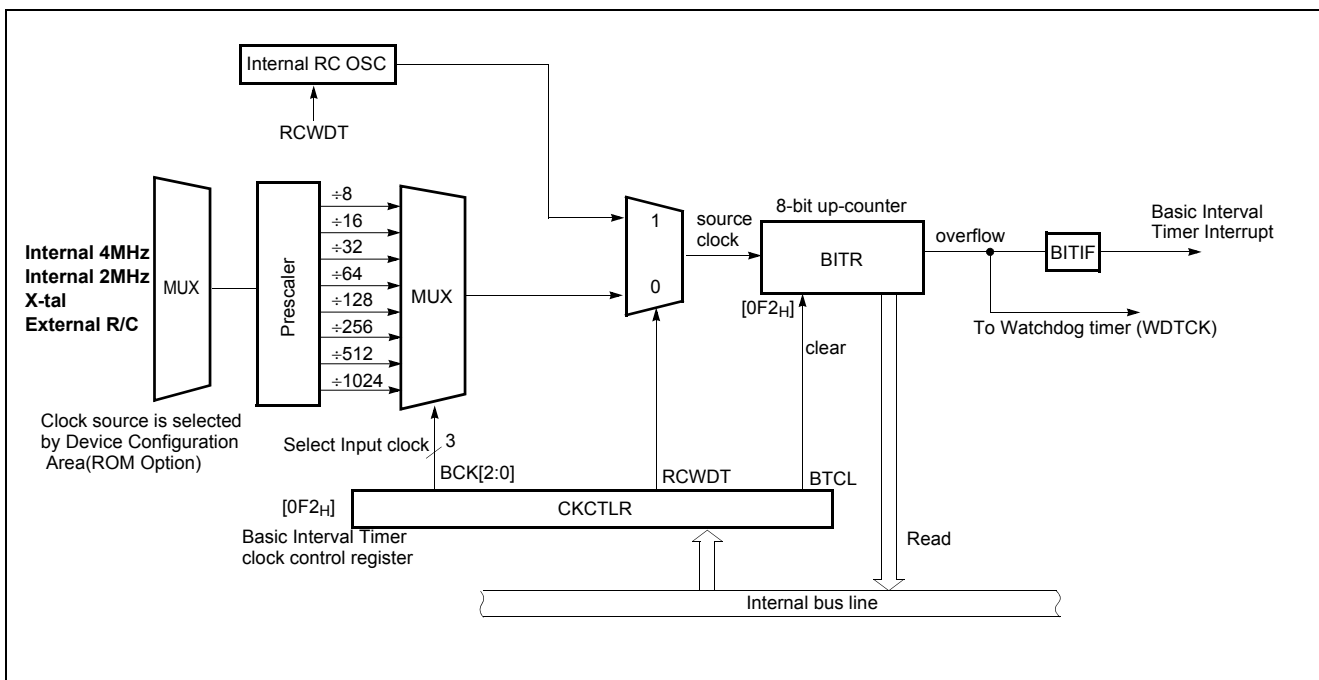 Internal RC OSC
RCWDT
Internal 4MHz
Internal 2MHz
X-tal
External R/C
MUX
Prescaler
÷8
÷16
÷32
÷64
÷128
÷256
÷512
÷1024
MUX
1
0
source
clock
8-bit up-counter
BITR
[0F2H]
overflow
BITIF
Basic Interval
Timer Interrupt
To Watchdog timer (WDTCK)
clear
Clock source is selected
by Device Configuration
Area(ROM Option)
Select Input clock
3
BCK[2:0]
RCWDT
BTCL
[0F2H]
CKCTLR
Basic Interval Timer
clock control register
Read
Internal bus line